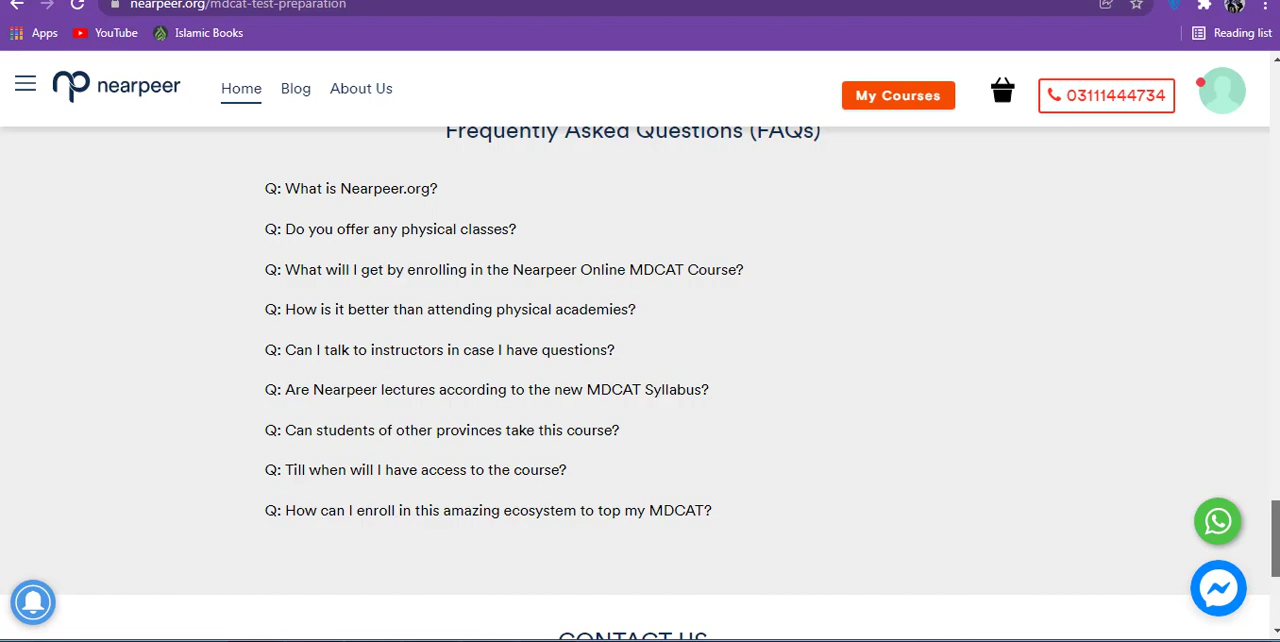 nearpeer.org/mdcat-test-preparation
Apps YouTube Islamic Books Reading list
nearpeer Home Blog About Us My Courses 03111444734
Frequently Asked Questions (FAQs)
Q: What is Nearpeer.org?
Q: Do you offer any physical classes?
Q: What will I get by enrolling in the Nearpeer Online MDCAT Course?
Q: How is it better than attending physical academies?
Q: Can I talk to instructors in case I have questions?
Q: Are Nearpeer lectures according to the new MDCAT Syllabus?
Q: Can students of other provinces take this course?
Q: Till when will I have access to the course?
Q: How can I enroll in this amazing ecosystem to top my MDCAT?
CONTACT US